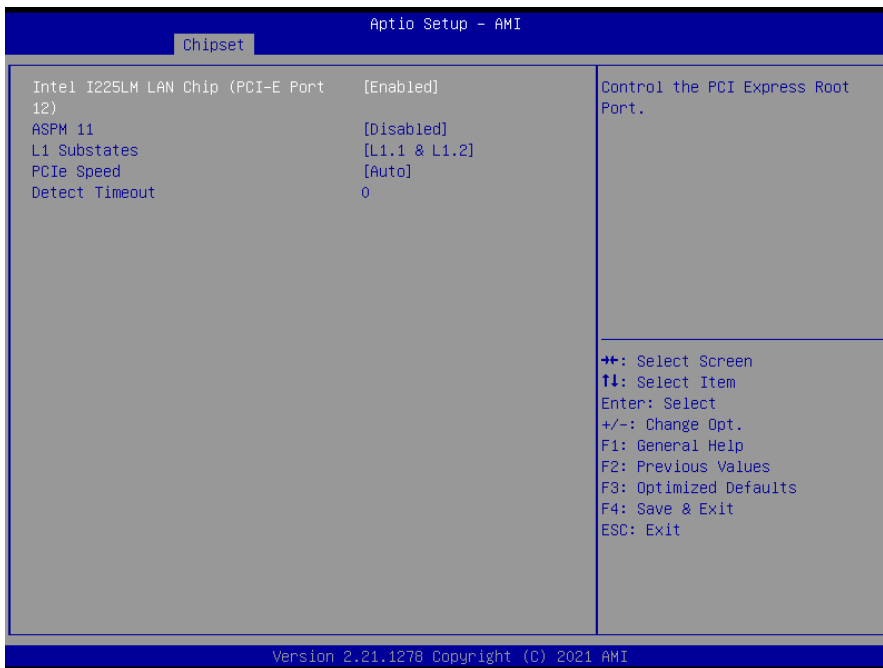 Aptio Setup – AMI
Chipset
Intel I225LM LAN Chip (PCI-E Port [Enabled]
12)
ASPM 11 [Disabled]
L1 Substates [L1.1 & L1.2]
PCIe Speed [Auto]
Detect Timeout 0
Control the PCI Express Root
Port.
→←: Select Screen
↑↓: Select Item
Enter: Select
+/-: Change Opt.
F1: General Help
F2: Previous Values
F3: Optimized Defaults
F4: Save & Exit
ESC: Exit
Version 2.21.1278 Copyright (C) 2021 AMI